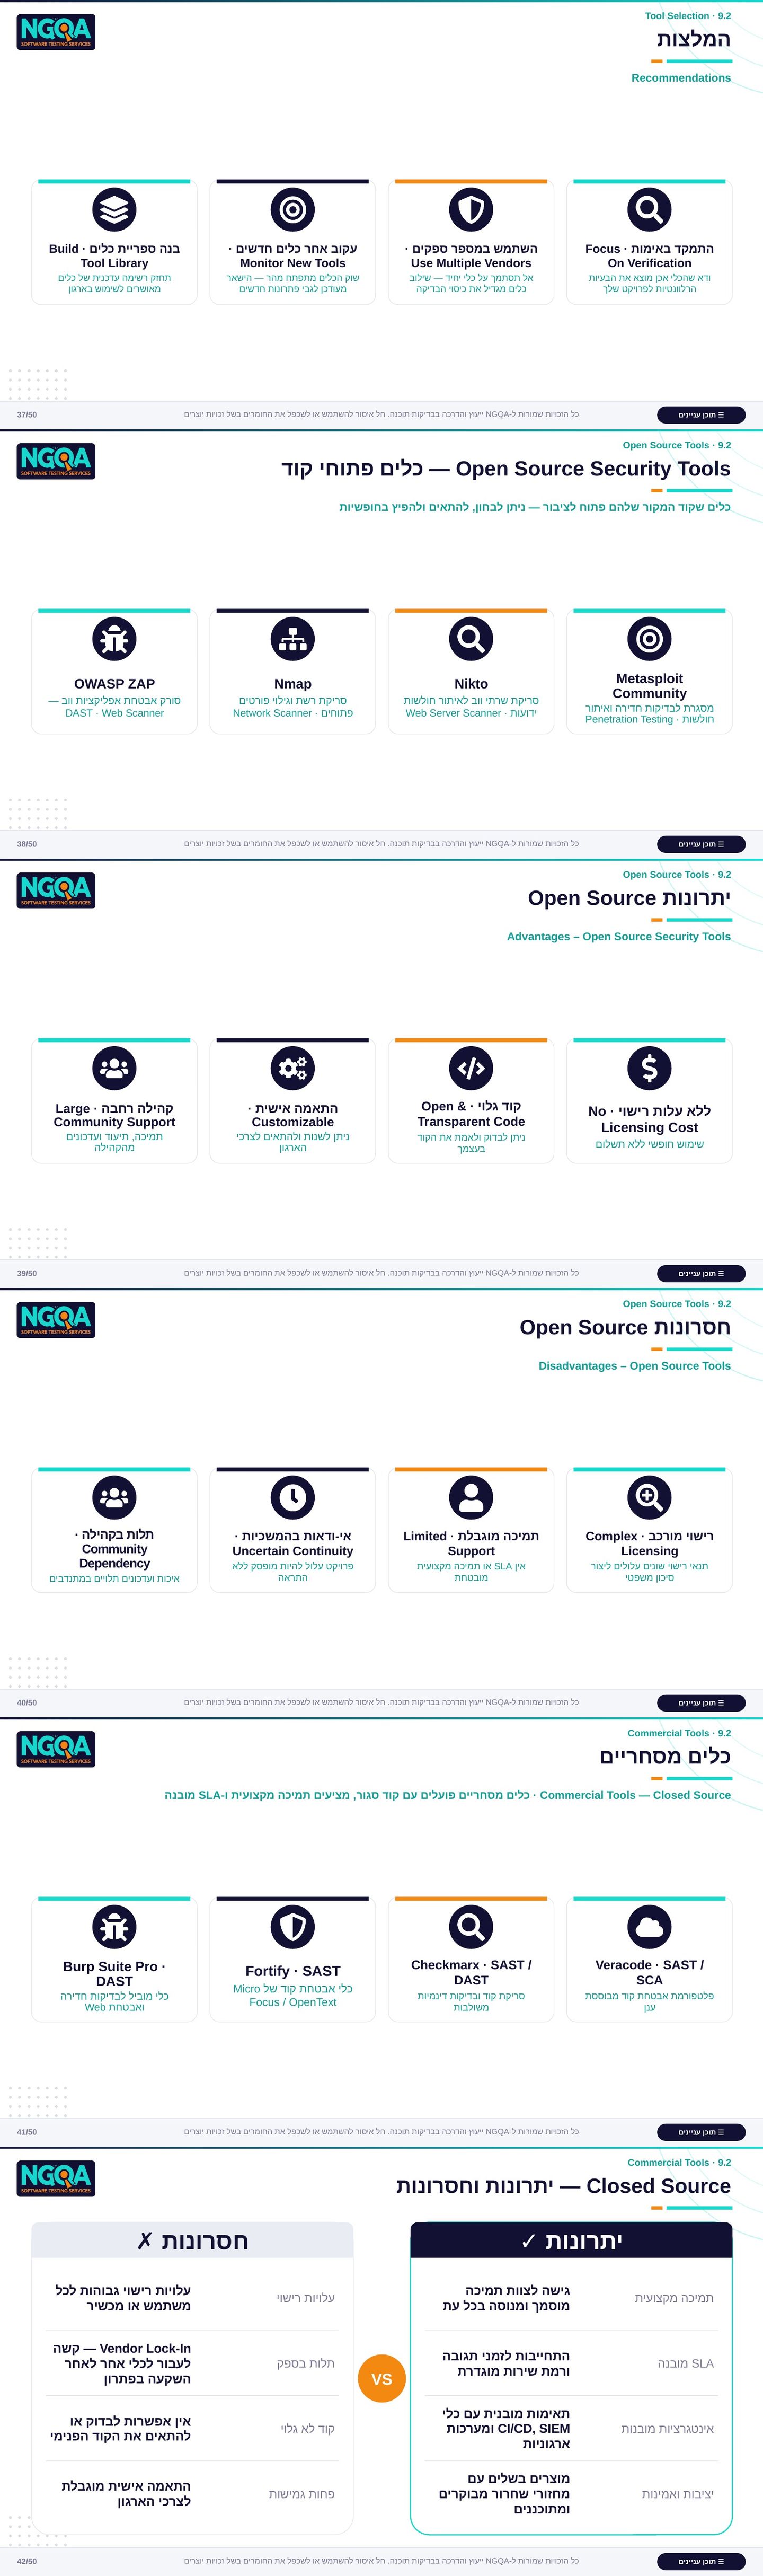 NGQA
SOFTWARE TESTING SERVICES
Tool Selection · 9.2
המלצות
Recommendations
התמקד באימות · Focus
On Verification
ודא שהכלי אכן מוצא את הבעיות
הרלוונטיות לפרויקט שלך
השתמש במספר ספקים ·
Use Multiple Vendors
אל תסתמך על כלי יחיד — שילוב
כלים מגדיל את כיסוי הבדיקה
עקוב אחר כלים חדשים ·
Monitor New Tools
שוק הכלים מתפתח מהר — הישאר
מעודכן לגבי פתרונות חדשים
בנה ספריית כלים · Build
Tool Library
תחזק רשימה עדכנית של כלים
מאושרים לשימוש בארגון
☰ תוכן עניינים
כל הזכויות שמורות ל-NGQA ייעוץ והדרכה בבדיקות תוכנה. חל איסור להשתמש או לשכפל את החומרים בשל זכויות יוצרים
37/50
NGQA
SOFTWARE TESTING SERVICES
Open Source Tools · 9.2
Open Source Security Tools — כלים פתוחי קוד
כלים שקוד המקור שלהם פתוח לציבור — ניתן לבחון, להתאים ולהפיץ בחופשיות
Metasploit
Community
מסגרת לבדיקות חדירה ואיתור
חולשות · Penetration Testing
Nikto
סריקת שרתי ווב לאיתור חולשות
ידועות · Web Server Scanner
Nmap
סריקת רשת וגילוי פורטים
פתוחים · Network Scanner
OWASP ZAP
סורק אבטחת אפליקציות ווב —
DAST · Web Scanner
☰ תוכן עניינים
כל הזכויות שמורות ל-NGQA ייעוץ והדרכה בבדיקות תוכנה. חל איסור להשתמש או לשכפל את החומרים בשל זכויות יוצרים
38/50
NGQA
SOFTWARE TESTING SERVICES
Open Source Tools · 9.2
יתרונות Open Source
Advantages – Open Source Security Tools
ללא עלות רישוי · No
Licensing Cost
שימוש חופשי ללא תשלום
קוד גלוי · Open &
Transparent Code
ניתן לבדוק ולאמת את הקוד
בעצמך
התאמה אישית ·
Customizable
ניתן לשנות ולהתאים לצרכי
הארגון
קהילה רחבה · Large
Community Support
תמיכה, תיעוד ועדכונים
מהקהילה
☰ תוכן עניינים
כל הזכויות שמורות ל-NGQA ייעוץ והדרכה בבדיקות תוכנה. חל איסור להשתמש או לשכפל את החומרים בשל זכויות יוצרים
39/50
NGQA
SOFTWARE TESTING SERVICES
Open Source Tools · 9.2
חסרונות Open Source
Disadvantages – Open Source Tools
רישוי מורכב · Complex
Licensing
תנאי רישוי שונים עלולים ליצור
סיכון משפטי
תמיכה מוגבלת · Limited
Support
אין SLA או תמיכה מקצועית
מובטחת
אי-ודאות בהמשכיות ·
Uncertain Continuity
פרויקט עלול להיות מופסק ללא
התראה
תלות בקהילה ·
Community
Dependency
איכות ועדכונים תלויים במתנדבים
☰ תוכן עניינים
כל הזכויות שמורות ל-NGQA ייעוץ והדרכה בבדיקות תוכנה. חל איסור להשתמש או לשכפל את החומרים בשל זכויות יוצרים
40/50
NGQA
SOFTWARE TESTING SERVICES
Commercial Tools · 9.2
כלים מסחריים
Commercial Tools — Closed Source · כלים מסחריים פועלים עם קוד סגור, מציעים תמיכה מקצועית ו-SLA מובנה
Veracode · SAST /
SCA
פלטפורמת אבטחת קוד מבוססת
ענן
Checkmarx · SAST /
DAST
סריקת קוד ובדיקות דינמיות
משולבות
Fortify · SAST
כלי אבטחת קוד של Micro
Focus / OpenText
Burp Suite Pro ·
DAST
כלי מוביל לבדיקות חדירה
ואבטחת Web
☰ תוכן עניינים
כל הזכויות שמורות ל-NGQA ייעוץ והדרכה בבדיקות תוכנה. חל איסור להשתמש או לשכפל את החומרים בשל זכויות יוצרים
41/50
NGQA
SOFTWARE TESTING SERVICES
Commercial Tools · 9.2
Closed Source — יתרונות וחסרונות
יתרונות ✓
תמיכה מקצועית
גישה לצוות תמיכה
מוסמך ומנוסה בכל עת
SLA מובנה
התחייבות לזמני תגובה
ורמת שירות מוגדרת
אינטגרציות מובנות
תאימות מובנית עם כלי
CI/CD, SIEM ומערכות
ארגוניות
יציבות ואמינות
מוצרים בשלים עם
מחזורי שחרור מבוקרים
ומתוכננים
VS
חסרונות ✗
עלויות רישוי
עלויות רישוי גבוהות לכל
משתמש או מכשיר
תלות בספק
Vendor Lock-In — קשה
לעבור לכלי אחר לאחר
השקעה בפתרון
קוד לא גלוי
אין אפשרות לבדוק או
להתאים את הקוד הפנימי
פחות גמישות
התאמה אישית מוגבלת
לצרכי הארגון
☰ תוכן עניינים
כל הזכויות שמורות ל-NGQA ייעוץ והדרכה בבדיקות תוכנה. חל איסור להשתמש או לשכפל את החומרים בשל זכויות יוצרים
42/50